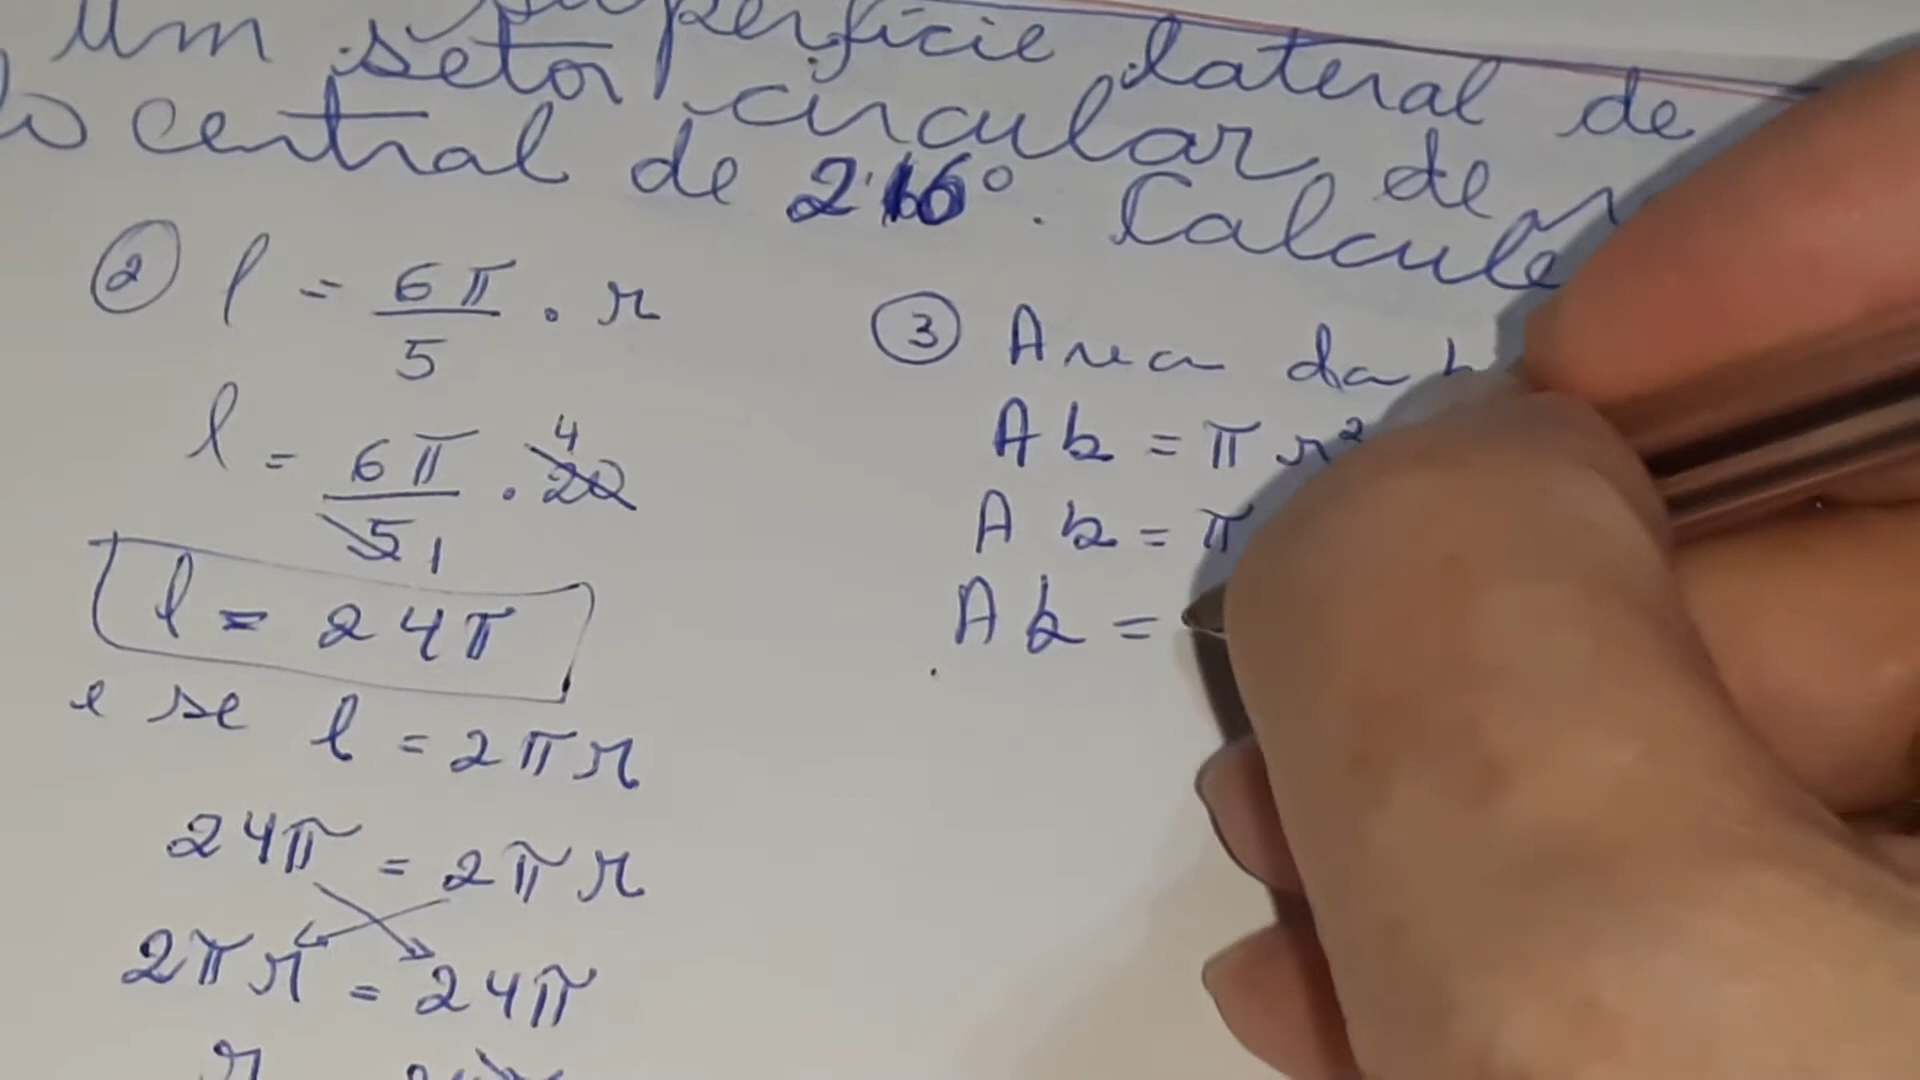 superfície lateral de
Um setor circular de
central de 216°. Calcule
② l = 6π/5 . r
l = 6π/5 1 . 20 4
l = 24π
e se l = 2πr
24π = 2πr
2πr = 24π
r
③ Area da
Ab = πr²
Ab = π
Ab =